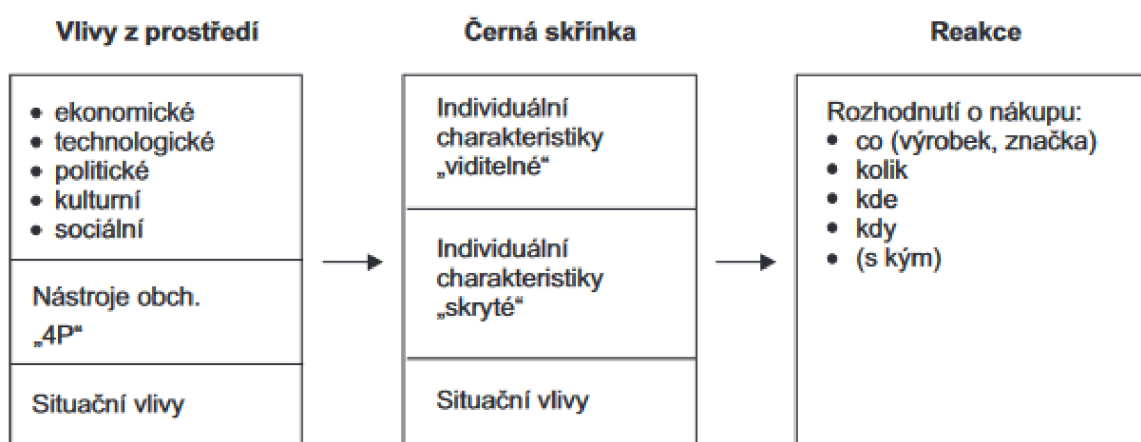 Vlivy z prostředí
ekonomické
technologické
politické
kulturní
sociální
Nástroje obch.
„4P“
Situační vlivy
Černá skřínka
Individuální
charakteristiky
„viditelné“
Individuální
charakteristiky
„skryté“
Situační vlivy
Reakce
Rozhodnutí o nákupu:
co (výrobek, značka)
kolik
kde
kdy
(s kým)